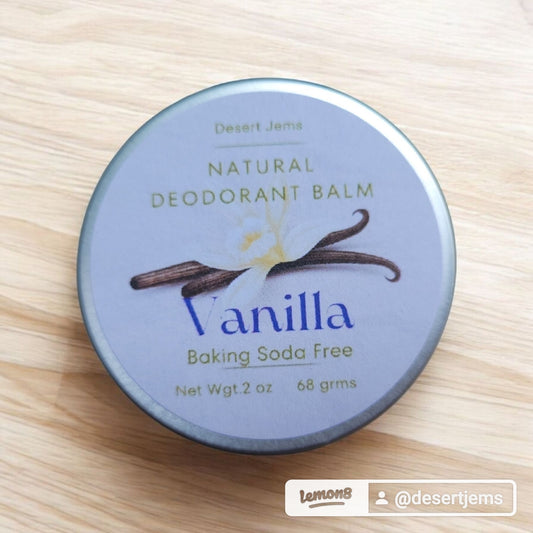 Desert Jems
NATURAL
DEODORANT BALM
Vanilla
Baking Soda Free
Net Wgt.2 oz 68 grms
lemon8 @desertjems